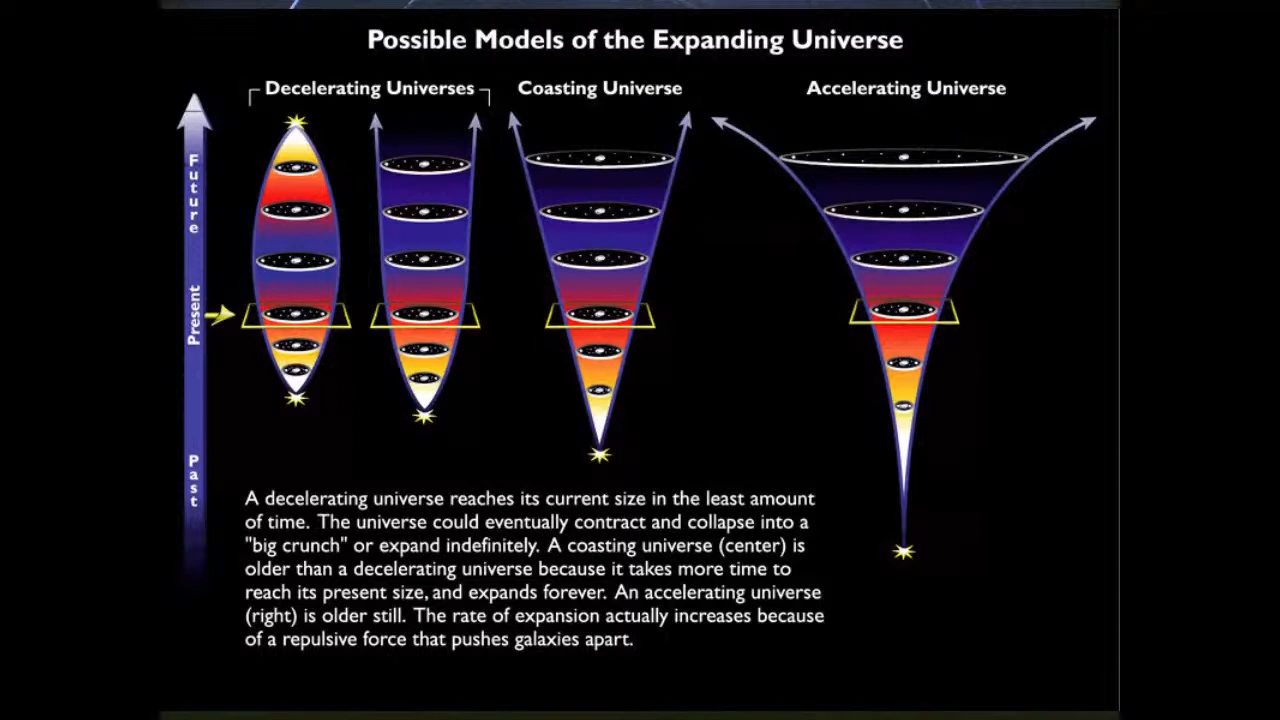 Possible Models of the Expanding Universe
Decelerating Universes
Coasting Universe
Accelerating Universe
Future
Present
Past
A decelerating universe reaches its current size in the least amount
of time. The universe could eventually contract and collapse into a
"big crunch" or expand indefinitely. A coasting universe (center) is
older than a decelerating universe because it takes more time to
reach its present size, and expands forever. An accelerating universe
(right) is older still. The rate of expansion actually increases because
of a repulsive force that pushes galaxies apart.